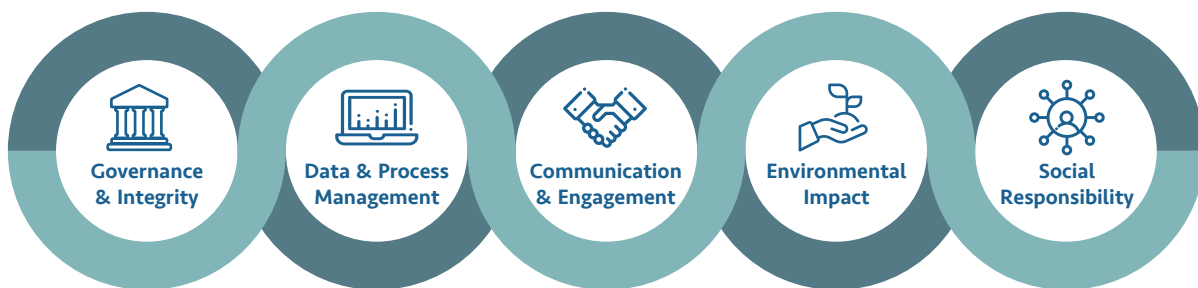 Governance
& Integrity
Data & Process
Management
Communication
& Engagement
Environmental
Impact
Social
Responsibility